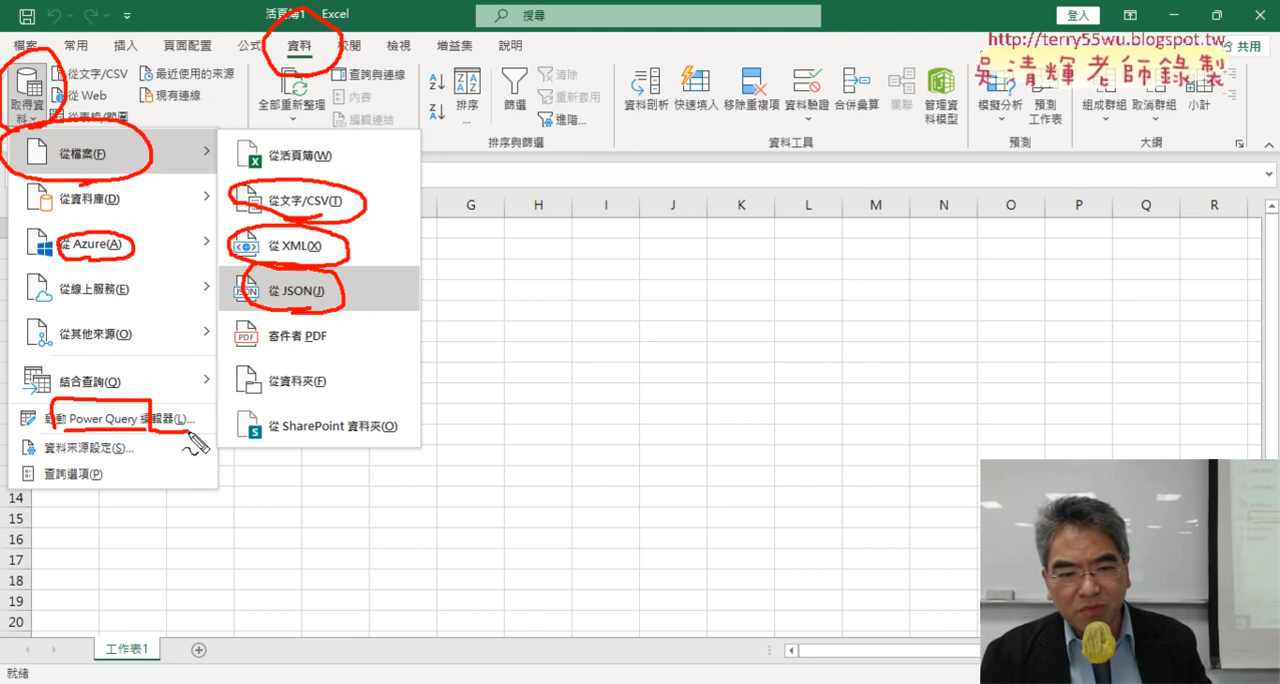 活頁簿1 - Excel
搜尋
登入
檔案 常用 插入 頁面配置 公式 資料 校閱 檢視 增益集 說明
共用
http://terry55wu.blogspot.tw
吳清輝老師錄製
取得資料
從文字/CSV
從 Web
從表格/範圍
最近使用的來源
現有連線
全部重新整理
查詢與連線
內容
編輯連結
排序...
篩選
清除
重新套用
進階...
資料剖析
快速填入
移除重複項
資料驗證
合併彙算
關聯
管理資料模型
模擬分析
預測工作表
組成群組
取消群組
小計
排序與篩選
資料工具
預測
大綱
從檔案(F)
從資料庫(D)
從 Azure(A)
從線上服務(E)
從其他來源(O)
結合查詢(Q)
啟動 Power Query 編輯器(L)...
資料來源設定(S)...
查詢選項(P)
從活頁簿(W)
從文字/CSV(T)
從 XML(X)
從 JSON(J)
寄件者 PDF
從資料夾(F)
從 SharePoint 資料夾(O)
G H I J K L M N O P Q R
14
15
16
17
18
19
20
工作表1
就緒